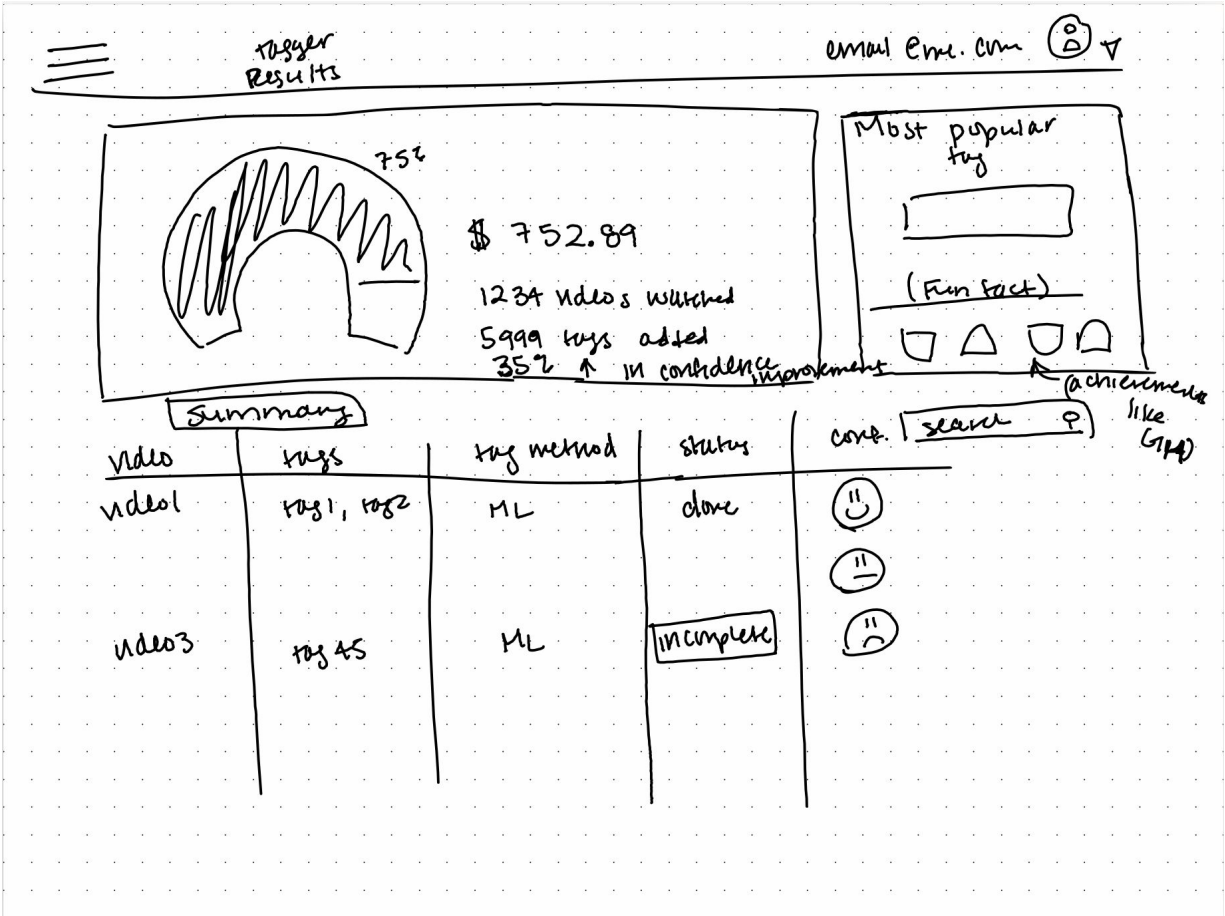 tagger
Results
email@me.com
75%
$ 752.89
1234 videos watched
5999 tags added
35% ↑ in confidence improvement
Most popular
tag
(Fun fact)
(achievements
like
Summary
search
video tags tag method status conf.
video1 tag1, tag2 ML done
video3 tag 45 ML incomplete